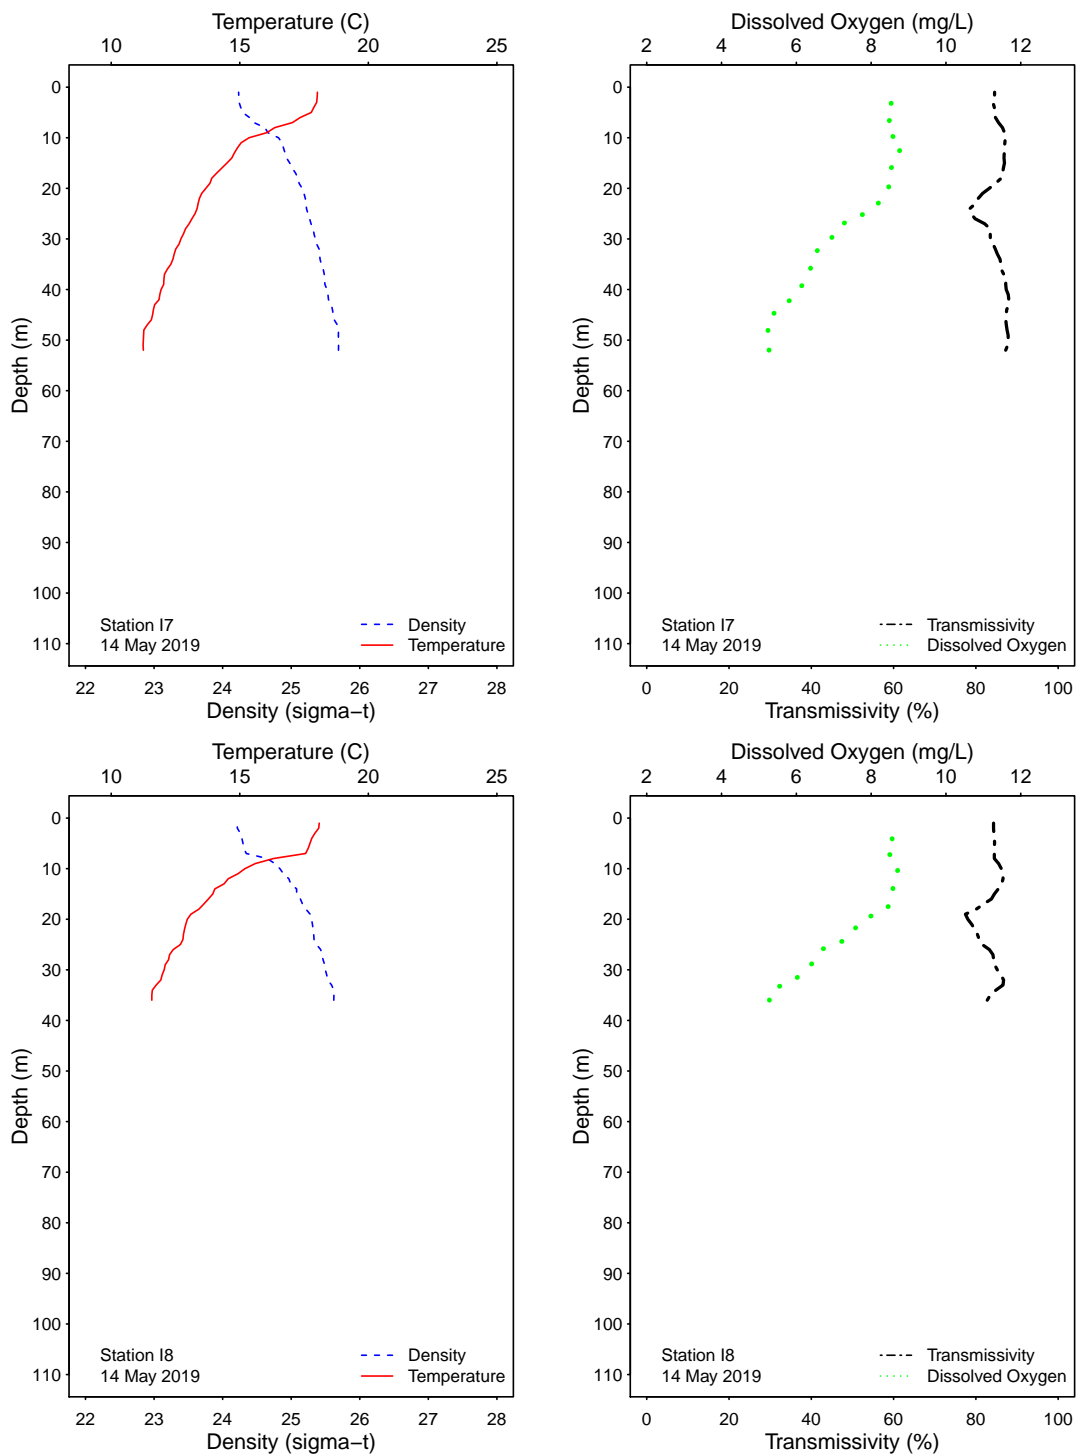 Temperature (C)
10 15 20 25
0
10
20
30
40
50
60
70
80
90
100
110
Depth (m)
Station I7
14 May 2019
Density
Temperature
22 23 24 25 26 27 28
Density (sigma−t)
Dissolved Oxygen (mg/L)
2 4 6 8 10 12
0
10
20
30
40
50
60
70
80
90
100
110
Depth (m)
Station I7
14 May 2019
Transmissivity
Dissolved Oxygen
0 20 40 60 80 100
Transmissivity (%)
Temperature (C)
10 15 20 25
0
10
20
30
40
50
60
70
80
90
100
110
Depth (m)
Station I8
14 May 2019
Density
Temperature
22 23 24 25 26 27 28
Density (sigma−t)
Dissolved Oxygen (mg/L)
2 4 6 8 10 12
0
10
20
30
40
50
60
70
80
90
100
110
Depth (m)
Station I8
14 May 2019
Transmissivity
Dissolved Oxygen
0 20 40 60 80 100
Transmissivity (%)